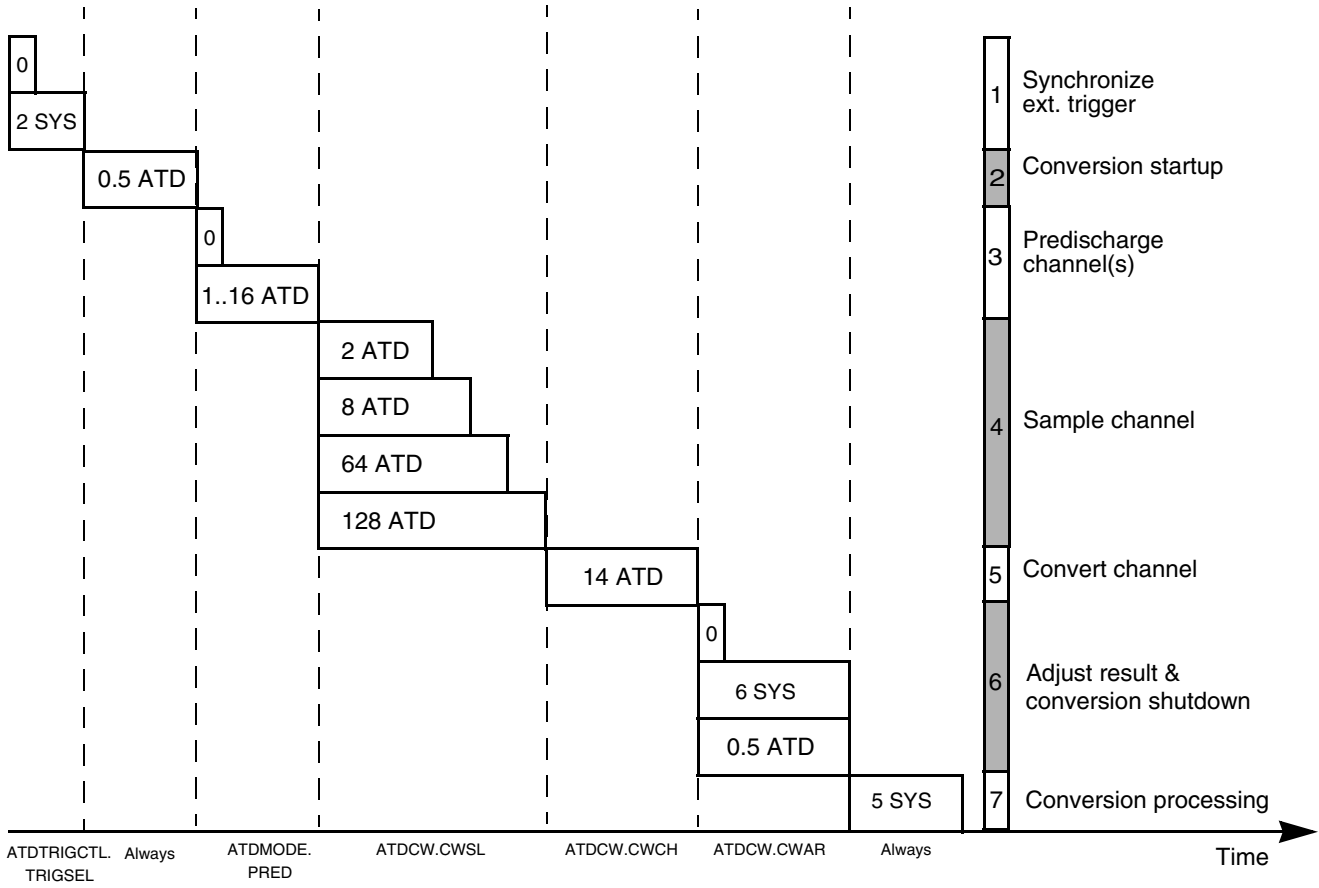 0
2 SYS
0.5 ATD
0
1..16 ATD
2 ATD
8 ATD
64 ATD
128 ATD
14 ATD
0
6 SYS
0.5 ATD
5 SYS
1
Synchronize
ext. trigger
2
Conversion startup
3
Predischarge
channel(s)
4
Sample channel
5
Convert channel
6
Adjust result &
conversion shutdown
7
Conversion processing
ATDTRIGCTL.
TRIGSEL
Always
ATDMODE.
PRED
ATDCW.CWSL
ATDCW.CWCH
ATDCW.CWAR
Always
Time